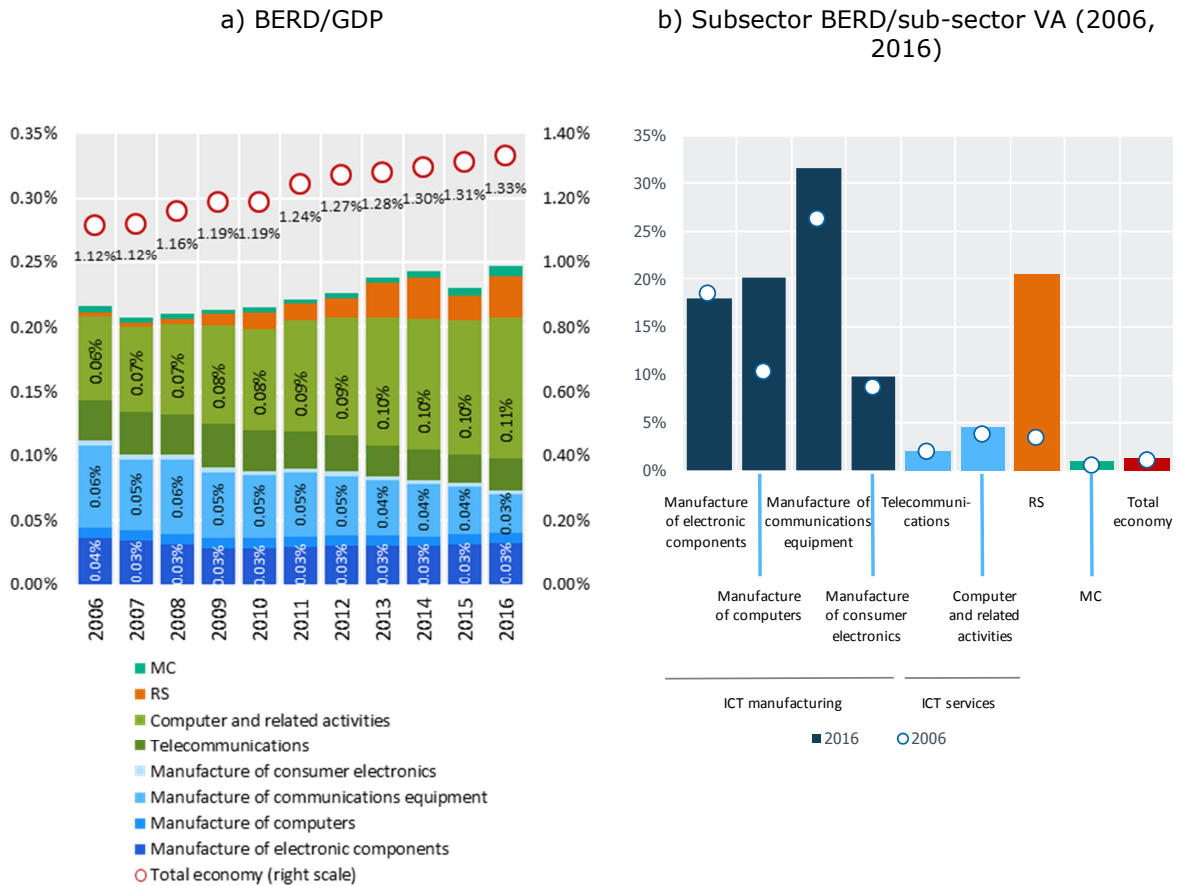 a) BERD/GDP
0.35%
0.30%
0.25%
0.20%
0.15%
0.10%
0.05%
0.00%
1.40%
1.20%
1.00%
0.80%
0.60%
0.40%
0.20%
0.00%
1.12%
1.12%
1.16%
1.19%
1.19%
1.24%
1.27%
1.28%
1.30%
1.31%
1.33%
0.06%
0.07%
0.07%
0.08%
0.08%
0.09%
0.09%
0.10%
0.10%
0.10%
0.11%
0.06%
0.05%
0.06%
0.05%
0.05%
0.05%
0.05%
0.04%
0.04%
0.04%
0.03%
0.04%
0.03%
0.03%
0.03%
0.03%
0.03%
0.03%
0.03%
0.03%
0.03%
0.03%
2006
2007
2008
2009
2010
2011
2012
2013
2014
2015
2016
MC
RS
Computer and related activities
Telecommunications
Manufacture of consumer electronics
Manufacture of communications equipment
Manufacture of computers
Manufacture of electronic components
Total economy (right scale)
b) Subsector BERD/sub-sector VA (2006,
2016)
35%
30%
25%
20%
15%
10%
5%
0%
Manufacture
of electronic
components
Manufacture of
communications
equipment
Telecommuni-
cations
RS
Total
economy
Manufacture
of computers
Manufacture of
consumer
electronics
Computer
and related
activities
MC
ICT manufacturing
ICT services
2016
2006